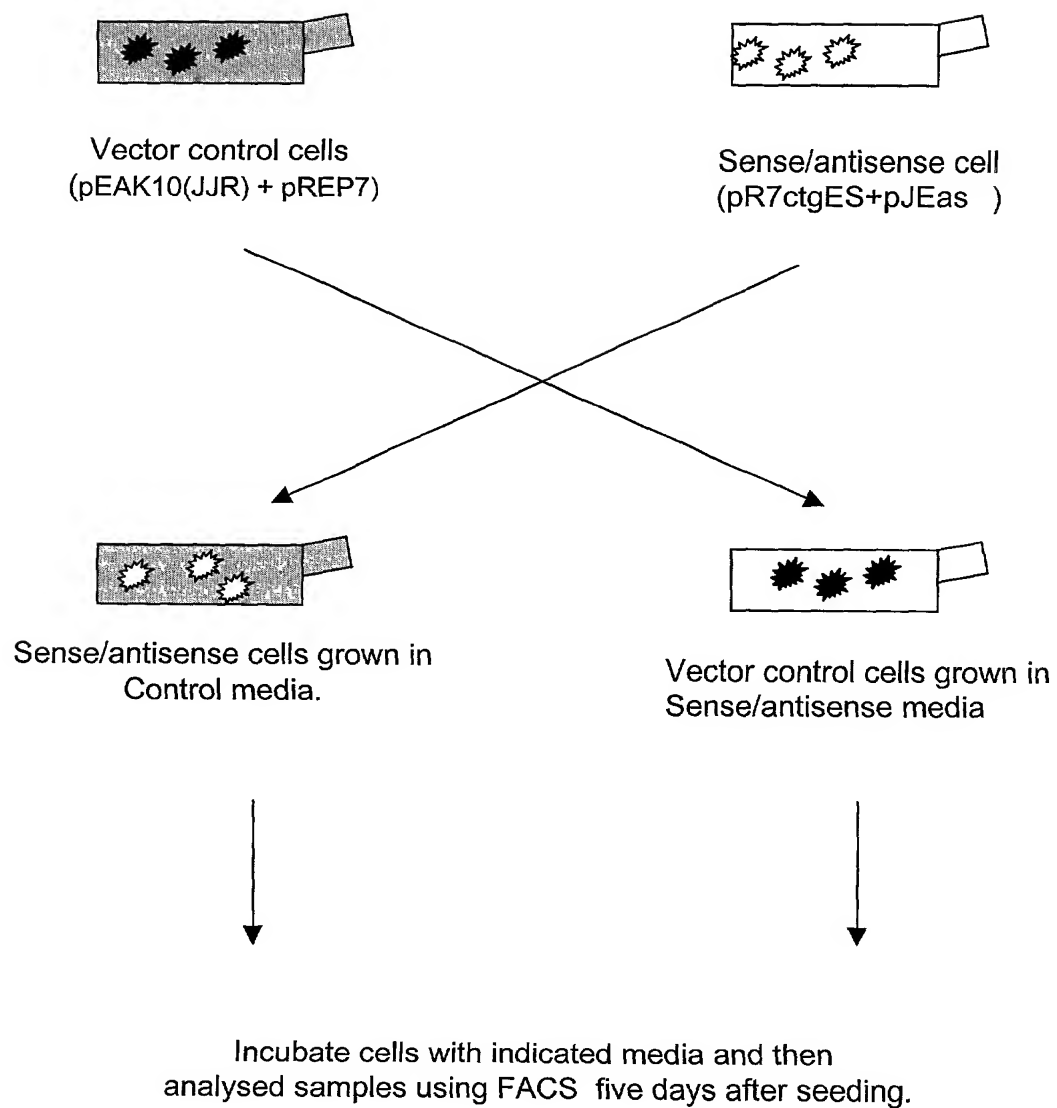 Vector control cells
(pEAK10(JJR) + pREP7)
Sense/antisense cell
(pR7ctgES+pJEas )
Sense/antisense cells grown in
Control media.
Vector control cells grown in
Sense/antisense media
Incubate cells with indicated media and then
analysed samples using FACS five days after seeding.